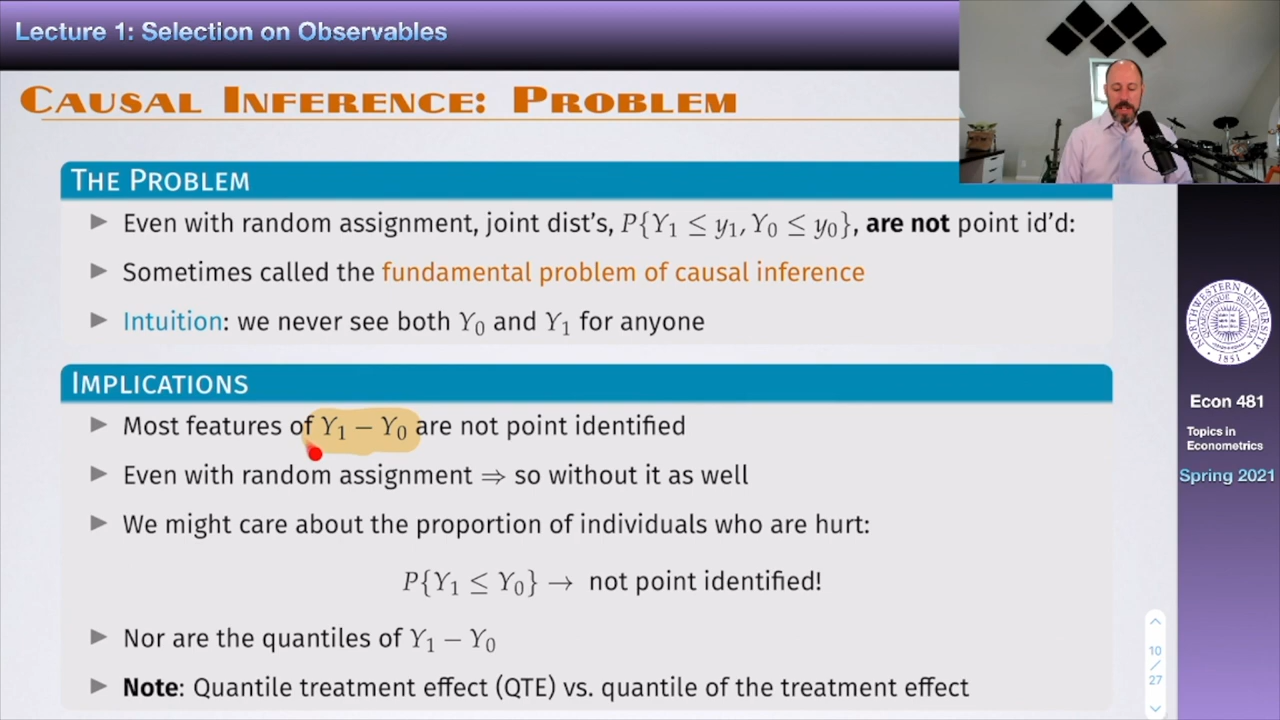 Lecture 1: Selection on Observables
Causal Inference: Problem
The Problem
▶ Even with random assignment, joint dist's, P{Y₁ ≤ y₁, Y₀ ≤ y₀}, are not point id'd:
▶ Sometimes called the fundamental problem of causal inference
▶ Intuition: we never see both Y₀ and Y₁ for anyone
Implications
▶ Most features of Y₁ − Y₀ are not point identified
▶ Even with random assignment ⇒ so without it as well
▶ We might care about the proportion of individuals who are hurt:
P{Y₁ ≤ Y₀} → not point identified!
▶ Nor are the quantiles of Y₁ − Y₀
▶ Note: Quantile treatment effect (QTE) vs. quantile of the treatment effect
NORTHWESTERN UNIVERSITY
1851
Econ 481
Topics in
Econometrics
Spring 2021
10
/
27